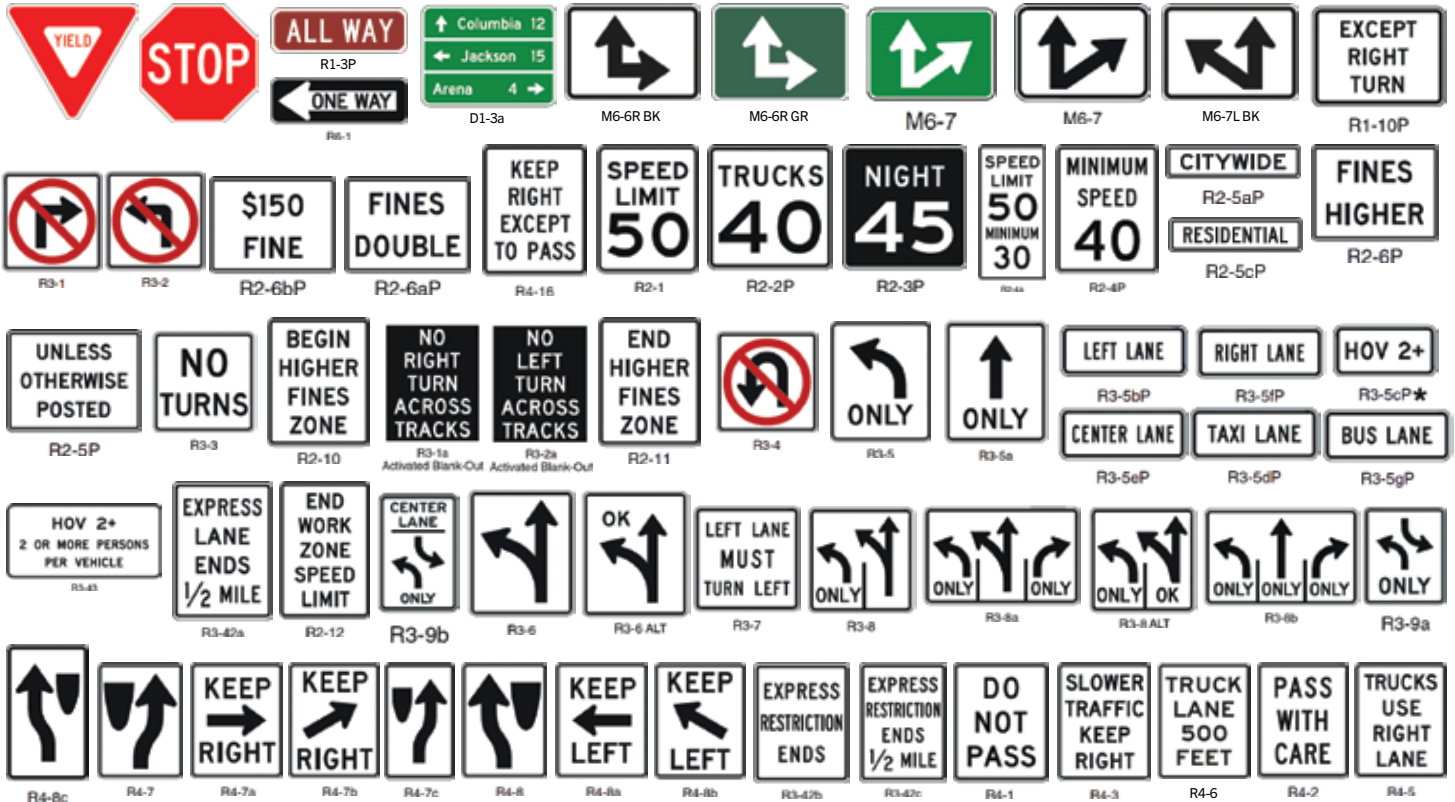 YIELD
STOP
ALL WAY
R1-3P
ONE WAY
R6-1
Columbia 12
Jackson 15
Arena 4
D1-3a
M6-6R BK
M6-6R GR
M6-7
M6-7
M6-7L BK
EXCEPT
RIGHT
TURN
R1-10P
R3-1
R3-2
$150
FINE
R2-6bP
FINES
DOUBLE
R2-6aP
KEEP
RIGHT
EXCEPT
TO PASS
R4-16
SPEED
LIMIT
50
R2-1
TRUCKS
40
R2-2P
NIGHT
45
R2-3P
SPEED
LIMIT
50
MINIMUM
30
R2-4a
MINIMUM
SPEED
40
R2-4P
CITYWIDE
R2-5aP
RESIDENTIAL
R2-5cP
FINES
HIGHER
R2-6P
UNLESS
OTHERWISE
POSTED
R2-5P
NO
TURNS
R3-3
BEGIN
HIGHER
FINES
ZONE
R2-10
NO
RIGHT
TURN
ACROSS
TRACKS
R3-1a
Activated Blank-Out
NO
LEFT
TURN
ACROSS
TRACKS
R3-2a
Activated Blank-Out
END
HIGHER
FINES
ZONE
R2-11
R3-4
ONLY
R3-5
ONLY
R3-5a
LEFT LANE
R3-5bP
RIGHT LANE
R3-5fP
HOV 2+
R3-5cP*
CENTER LANE
R3-5eP
TAXI LANE
R3-5dP
BUS LANE
R3-5gP
HOV 2+
2 OR MORE PERSONS
PER VEHICLE
R3-43
EXPRESS
LANE
ENDS
1/2 MILE
R3-42a
END
WORK
ZONE
SPEED
LIMIT
R2-12
CENTER
LANE
ONLY
R3-9b
R3-6
OK
R3-6 ALT
LEFT LANE
MUST
TURN LEFT
R3-7
ONLY
R3-8
ONLY ONLY
R3-8a
ONLY OK
R3-8 ALT
ONLY ONLY ONLY
R3-8b
ONLY
R3-9a
R4-8c
R4-7
KEEP
RIGHT
R4-7a
KEEP
RIGHT
R4-7b
R4-7c
R4-8
KEEP
LEFT
R4-8a
KEEP
LEFT
R4-8b
EXPRESS
RESTRICTION
ENDS
R3-42b
EXPRESS
RESTRICTION
ENDS
1/2 MILE
R3-42c
DO
NOT
PASS
R4-1
SLOWER
TRAFFIC
KEEP
RIGHT
R4-3
TRUCK
LANE
500
FEET
R4-6
PASS
WITH
CARE
R4-2
TRUCKS
USE
RIGHT
LANE
R4-5